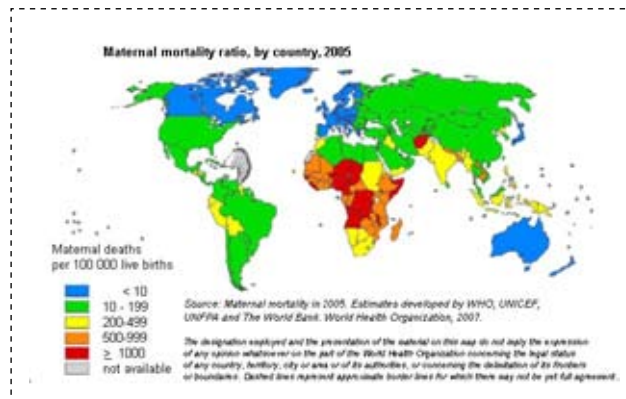 Maternal mortality ratio, by country, 2005
Maternal deaths
per 100 000 live births
< 10
10 - 199
200-499
500-999
≥ 1000
not available
Source: Maternal mortality in 2005. Estimates developed by WHO, UNICEF,
UNFPA and The World Bank. World Health Organization, 2007.
The designation employed and the presentation of the material on this map do not imply the expression
of any opinion whatsoever on the part of the World Health Organization concerning the legal status
of any country, territory, city or area or of its authorities, or concerning the delimitation of its frontiers
or boundaries. Dashed lines represent approximate border lines for which there may not be yet full agreement.